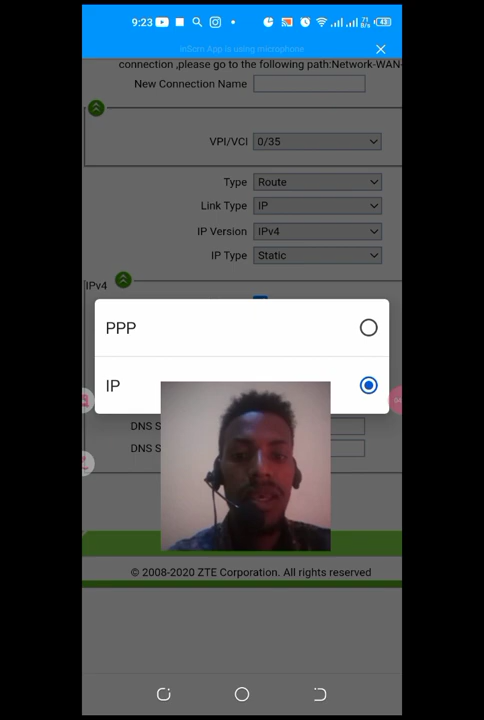 9:23
43
InSorn App is using microphone
connection ,please go to the following path:Network-WAN-
New Connection Name
VPI/VCI 0/35
Type Route
Link Type IP
IP Version IPv4
IP Type Static
IPv4
PPP
IP
DNS S
DNS S
© 2008-2020 ZTE Corporation. All rights reserved